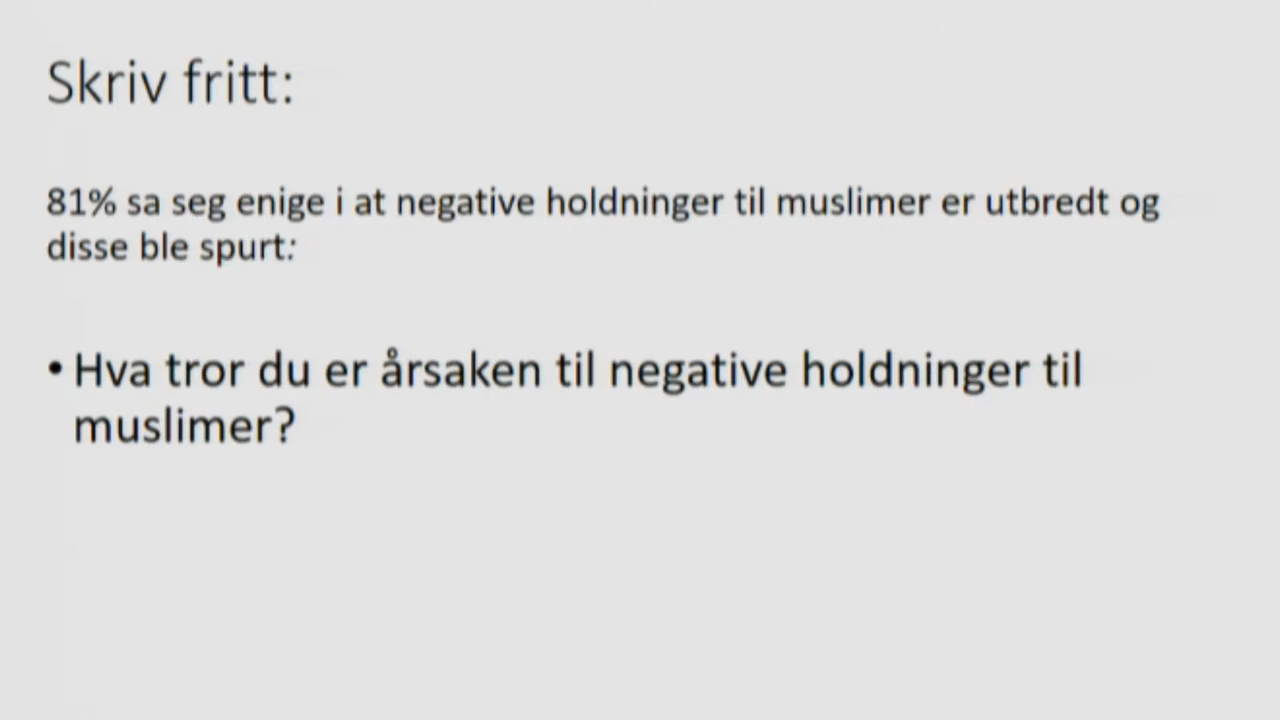 Skriv fritt:
81% sa seg enige i at negative holdninger til muslimer er utbredt og
disse ble spurt:
• Hva tror du er årsaken til negative holdninger til
muslimer?